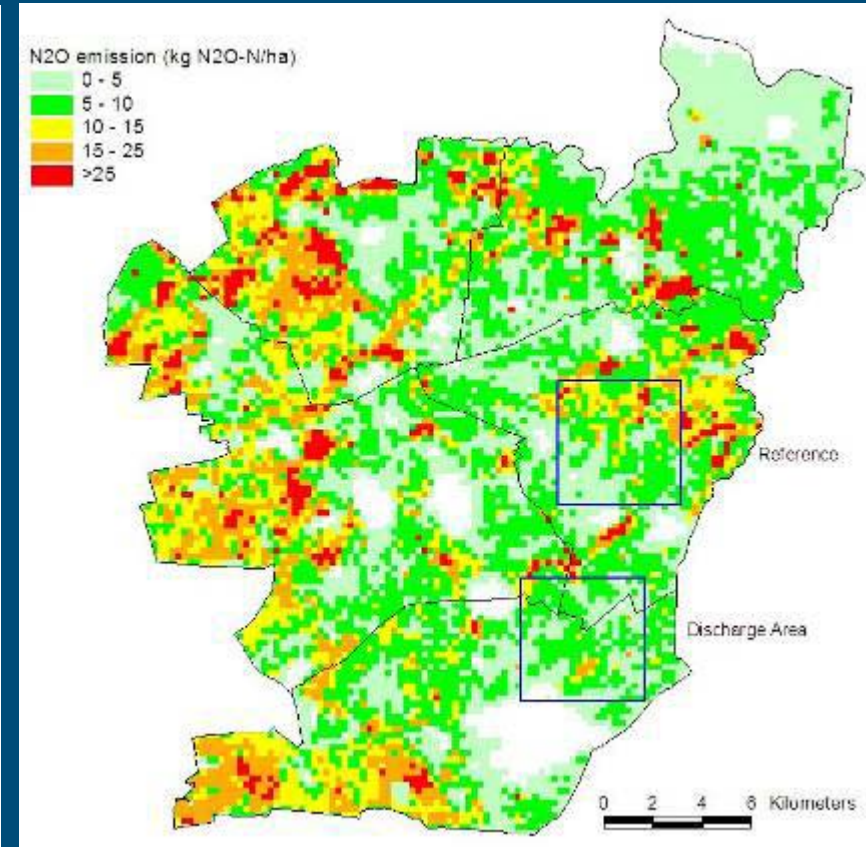 N2O emission (kg N2O-N/ha)
0 - 5
5 - 10
10 - 15
15 - 25
>25
Reference
Discharge Area
0 2 4 6 Kilometers